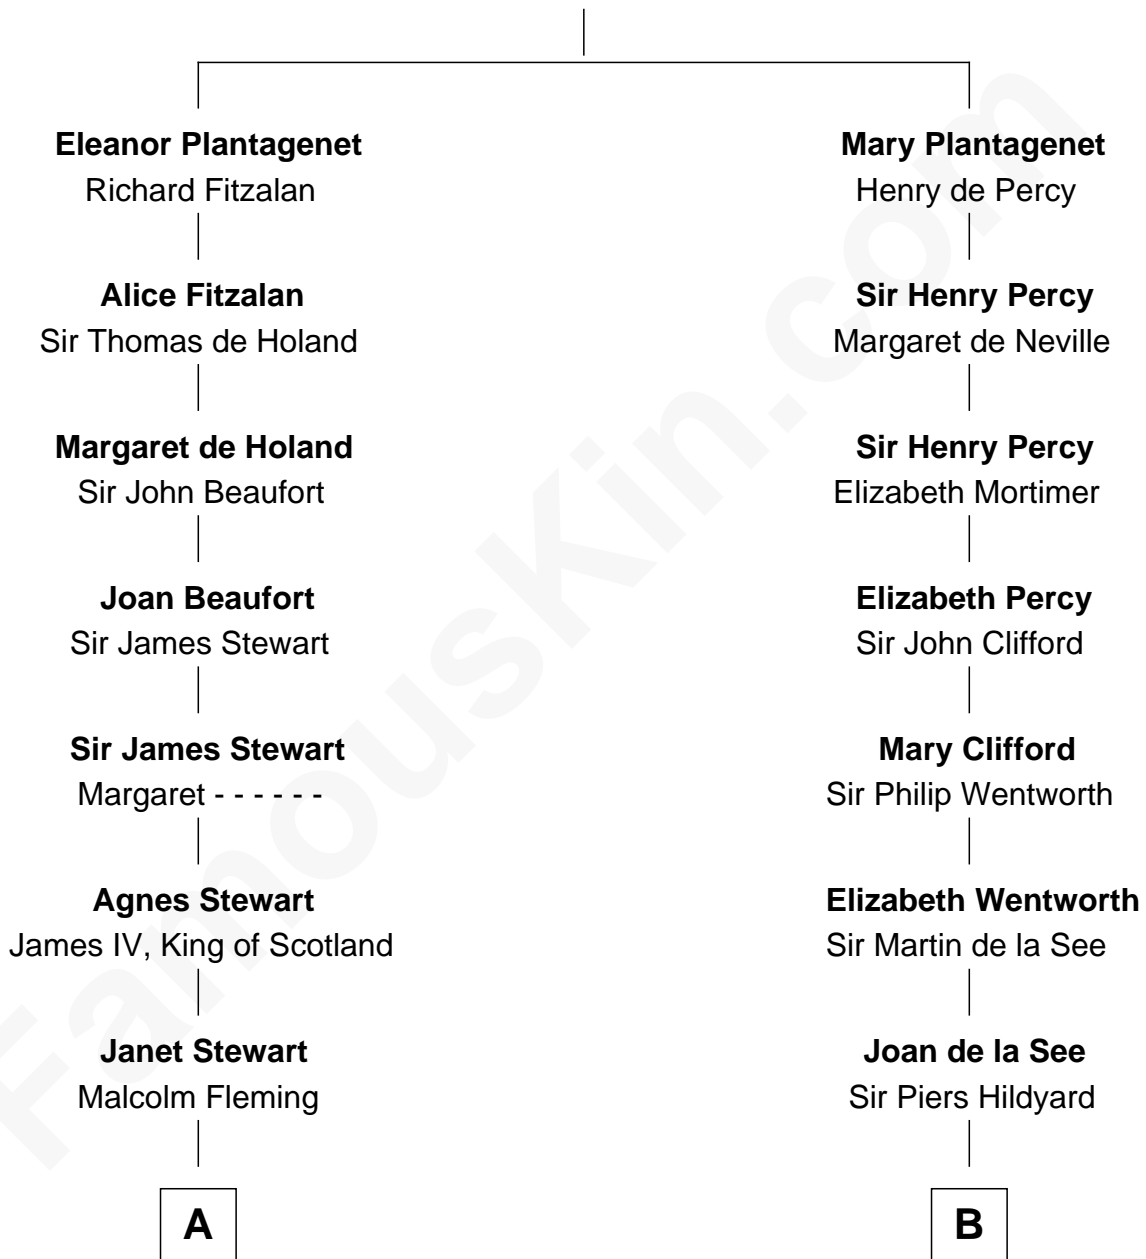 Eleanor Plantagenet
Richard Fitzalan
Alice Fitzalan
Sir Thomas de Holand
Margaret de Holand
Sir John Beaufort
Joan Beaufort
Sir James Stewart
Sir James Stewart
Margaret - - - - - -
Agnes Stewart
James IV, King of Scotland
Janet Stewart
Malcolm Fleming
A
Mary Plantagenet
Henry de Percy
Sir Henry Percy
Margaret de Neville
Sir Henry Percy
Elizabeth Mortimer
Elizabeth Percy
Sir John Clifford
Mary Clifford
Sir Philip Wentworth
Elizabeth Wentworth
Sir Martin de la See
Joan de la See
Sir Piers Hildyard
B
FamousKin.com